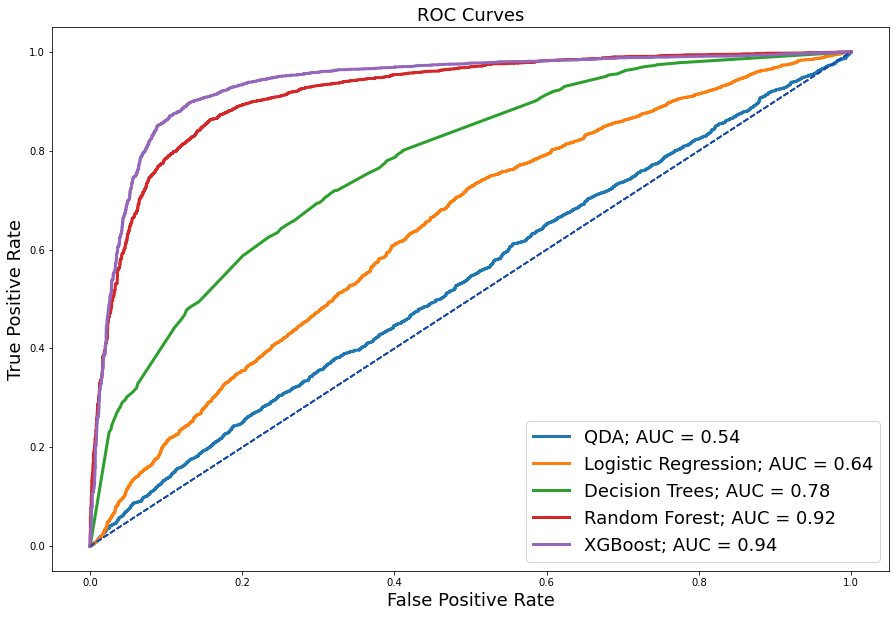 ROC Curves
1.0
0.8
0.6
0.4
0.2
0.0
True Positive Rate
QDA; AUC = 0.54
Logistic Regression; AUC = 0.64
Decision Trees; AUC = 0.78
Random Forest; AUC = 0.92
XGBoost; AUC = 0.94
0.0 0.2 0.4 0.6 0.8 1.0
False Positive Rate